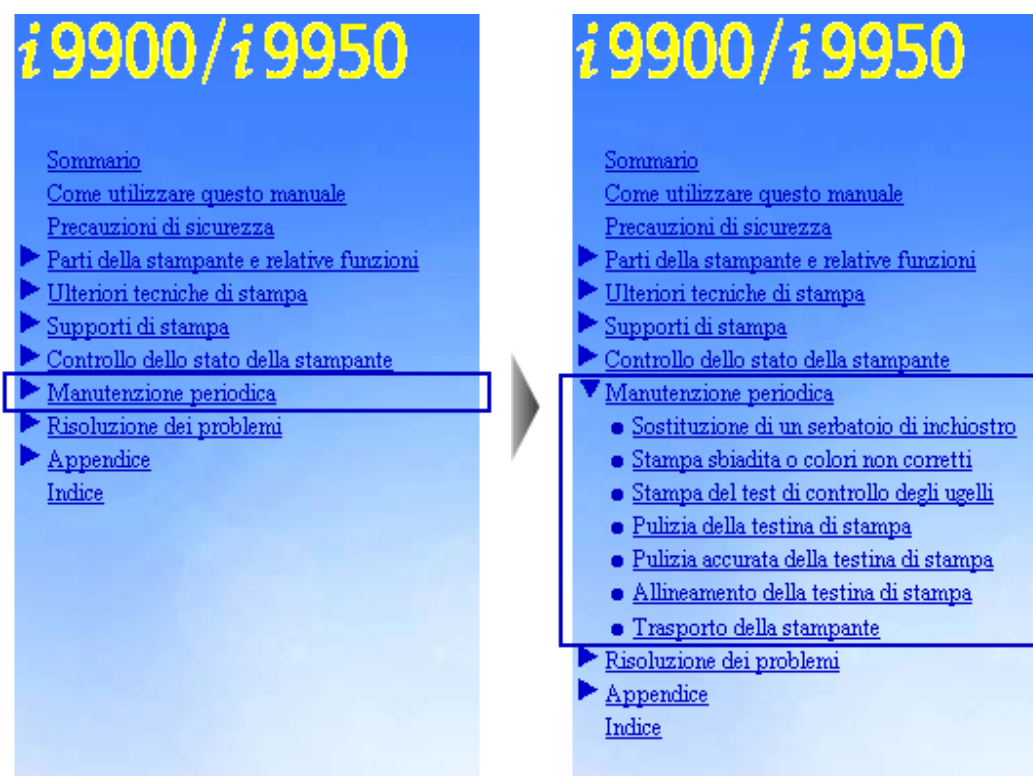 i9900/i9950
Sommario
Come utilizzare questo manuale
Precauzioni di sicurezza
Parti della stampante e relative funzioni
Ulteriori tecniche di stampa
Supporti di stampa
Controllo dello stato della stampante
Manutenzione periodica
Risoluzione dei problemi
Appendice
Indice
i9900/i9950
Sommario
Come utilizzare questo manuale
Precauzioni di sicurezza
Parti della stampante e relative funzioni
Ulteriori tecniche di stampa
Supporti di stampa
Controllo dello stato della stampante
Manutenzione periodica
Sostituzione di un serbatoio di inchiostro
Stampa sbiadita o colori non corretti
Stampa del test di controllo degli ugelli
Pulizia della testina di stampa
Pulizia accurata della testina di stampa
Allineamento della testina di stampa
Trasporto della stampante
Risoluzione dei problemi
Appendice
Indice